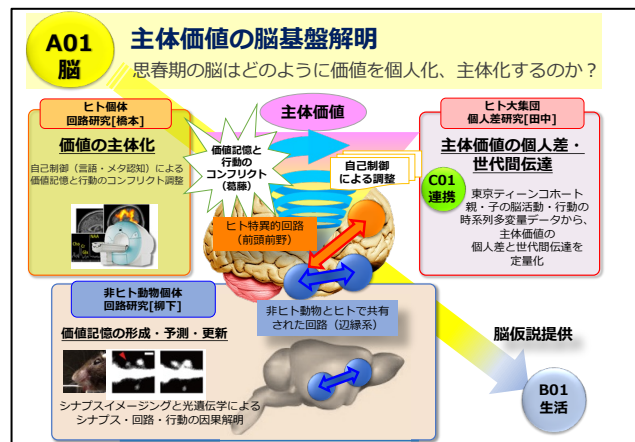 A01
脳
主体価値の脳基盤解明
思春期の脳はどのように価値を個人化、主体化するのか？
ヒト個体
回路研究[橋本]
価値の主体化
自己制御（言語・メタ認知）による
価値記憶と行動のコンフリクト調整
主体価値
価値記憶と
行動の
コンフリクト
（葛藤）
自己制御
による調整
ヒト特異的回路
（前頭前野）
ヒト大集団
個人差研究[田中]
主体価値の個人差・
世代間伝達
C01
連携
東京ティーンコホート
親・子の脳活動・行動の
時系列多変量データから、
主体価値の
個人差と世代間伝達を
定量化
非ヒト動物個体
回路研究[柳下]
価値記憶の形成・予測・更新
シナプスイメージングと光遺伝学による
シナプス・回路・行動の因果解明
非ヒト動物とヒトで共有
された回路（辺縁系）
脳仮説提供
B01
生活